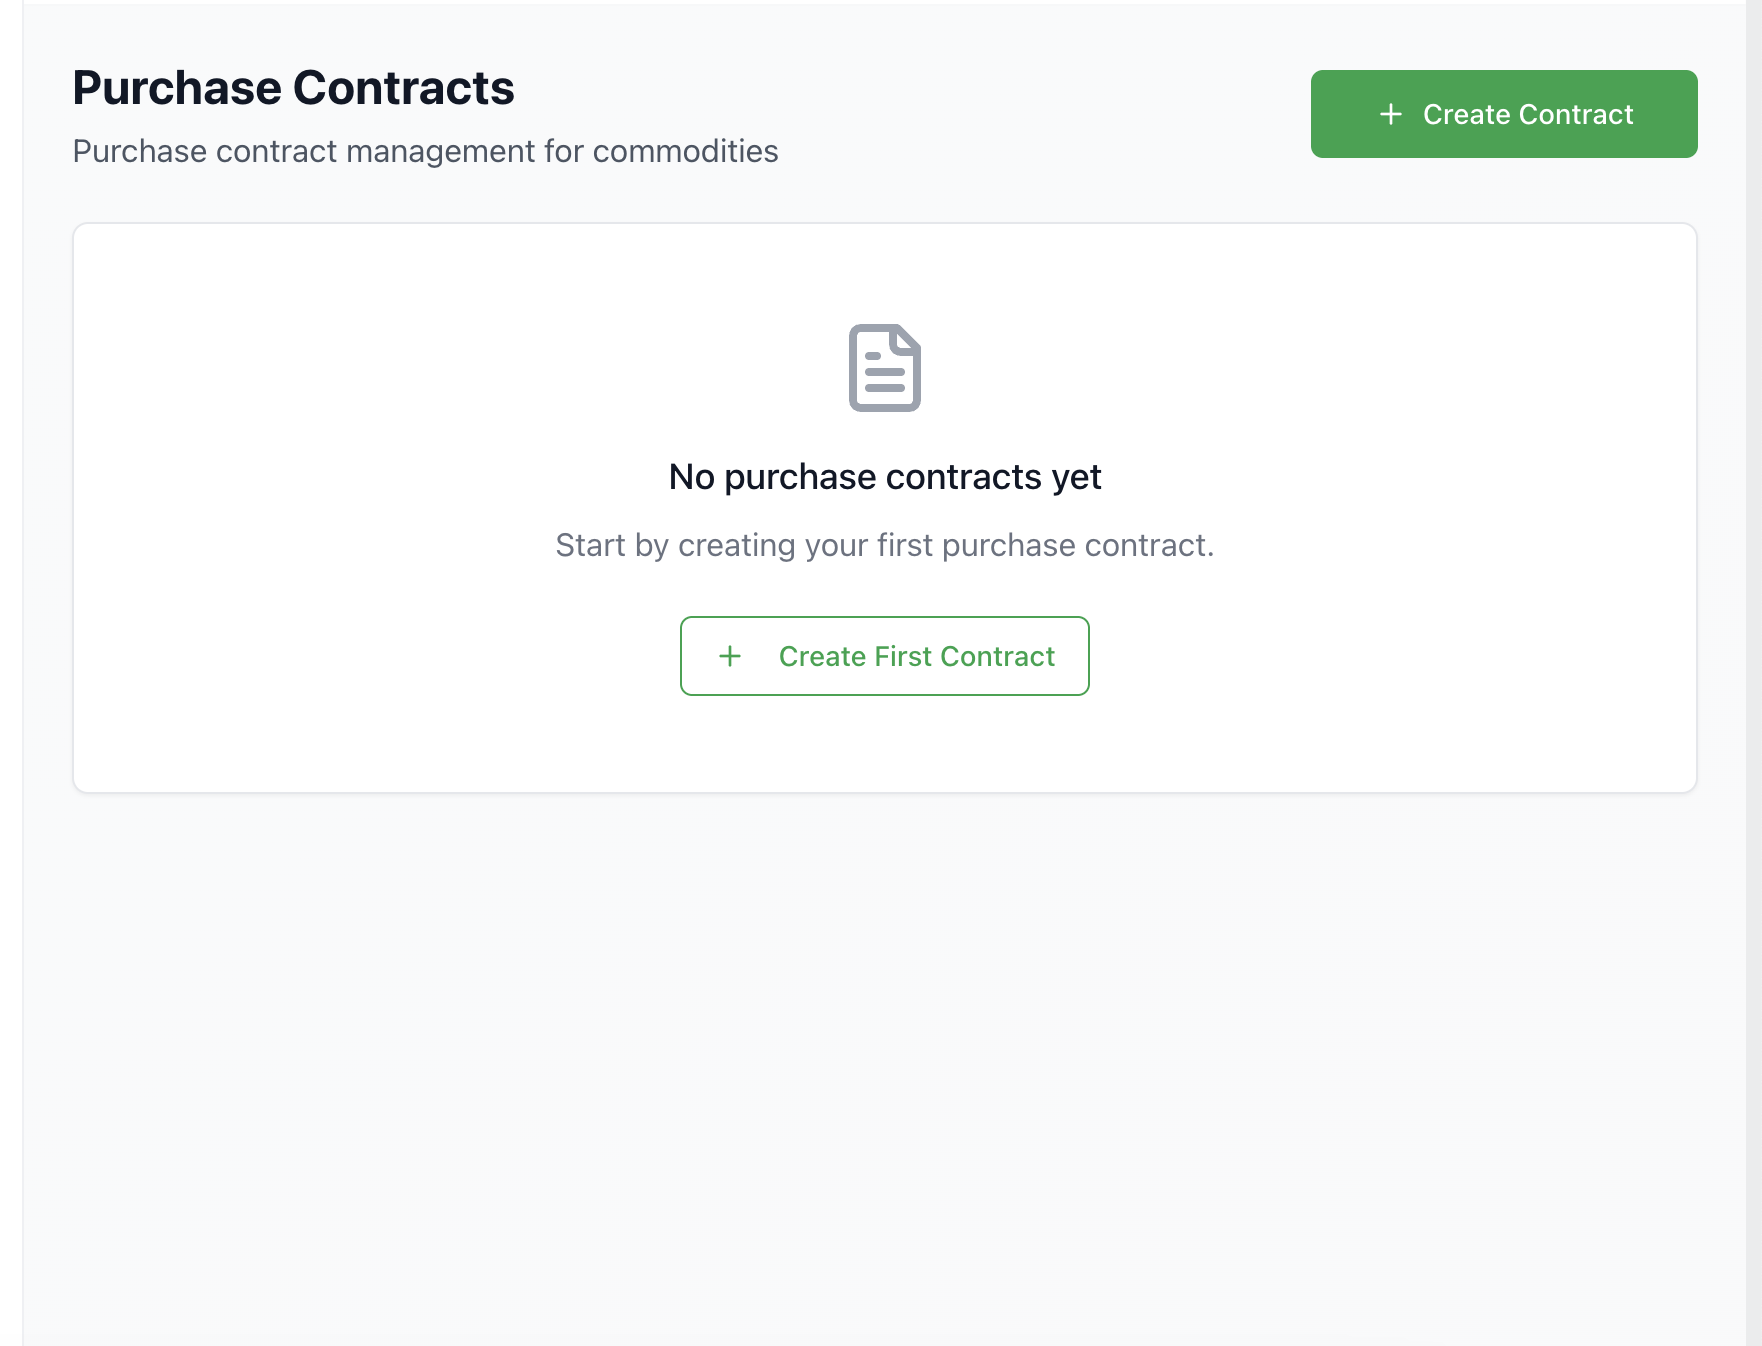 Purchase Contracts
Purchase contract management for commodities
+ Create Contract
No purchase contracts yet
Start by creating your first purchase contract.
+ Create First Contract